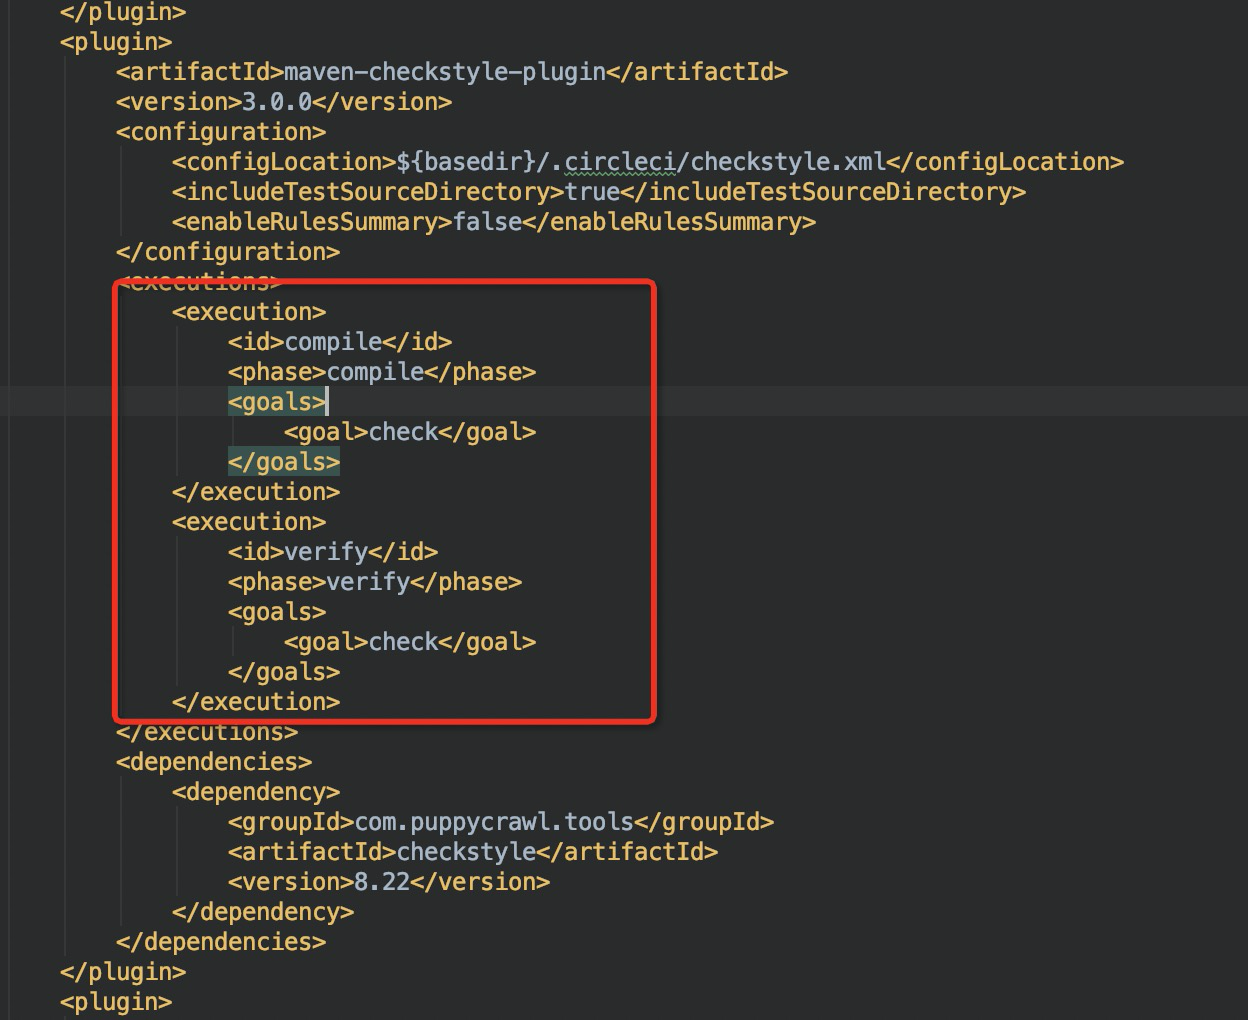 </plugin>
<plugin>
<artifactId>maven-checkstyle-plugin</artifactId>
<version>3.0.0</version>
<configuration>
<configLocation>${basedir}/.circleci/checkstyle.xml</configLocation>
<includeTestSourceDirectory>true</includeTestSourceDirectory>
<enableRulesSummary>false</enableRulesSummary>
</configuration>
<executions>
<execution>
<id>compile</id>
<phase>compile</phase>
<goals>
<goal>check</goal>
</goals>
</execution>
<execution>
<id>verify</id>
<phase>verify</phase>
<goals>
<goal>check</goal>
</goals>
</execution>
</executions>
<dependencies>
<dependency>
<groupId>com.puppycrawl.tools</groupId>
<artifactId>checkstyle</artifactId>
<version>8.22</version>
</dependency>
</dependencies>
</plugin>
<plugin>